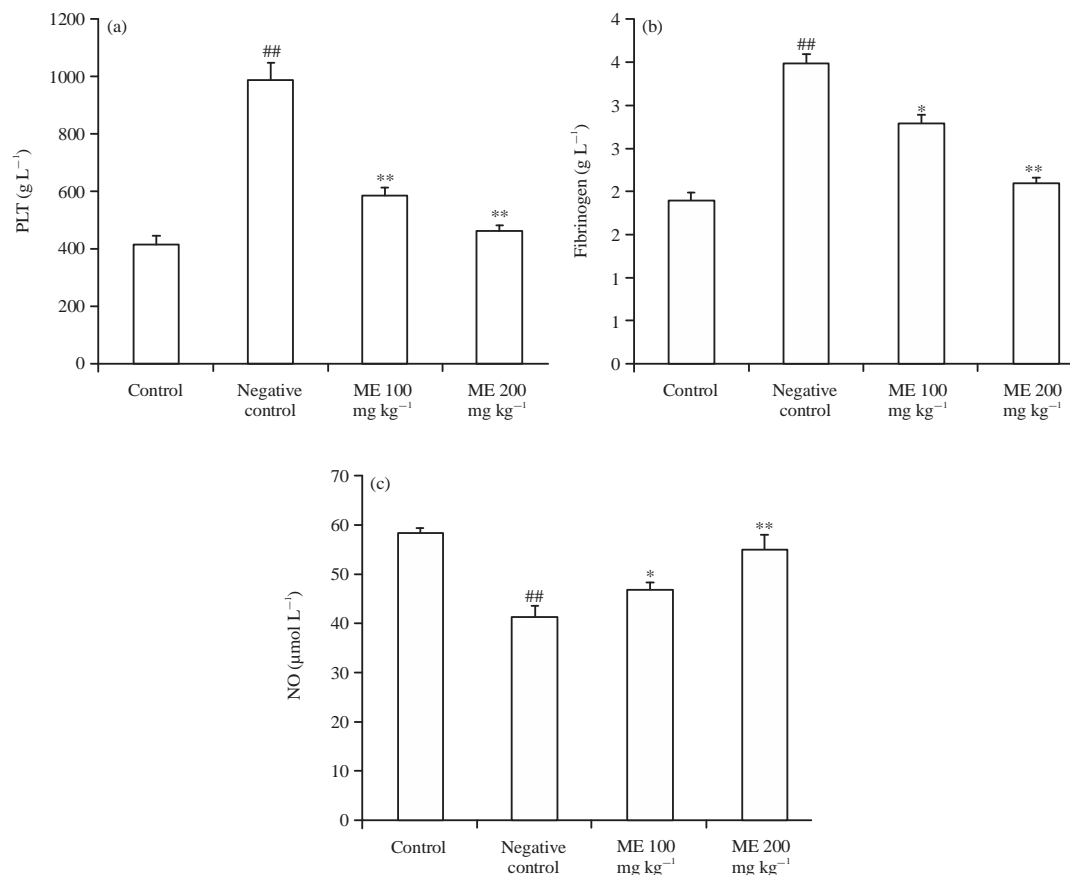 (a)
1200
1000
800
600
400
200
0
PLT (g L⁻¹)
##
**
**
Control
Negative
control
ME 100
mg kg⁻¹
ME 200
mg kg⁻¹
(b)
4
4
3
3
2
2
1
1
0
Fibrinogen (g L⁻¹)
##
*
**
Control
Negative
control
ME 100
mg kg⁻¹
ME 200
mg kg⁻¹
(c)
70
60
50
40
30
20
10
0
NO (µmol L⁻¹)
##
*
**
Control
Negative
control
ME 100
mg kg⁻¹
ME 200
mg kg⁻¹